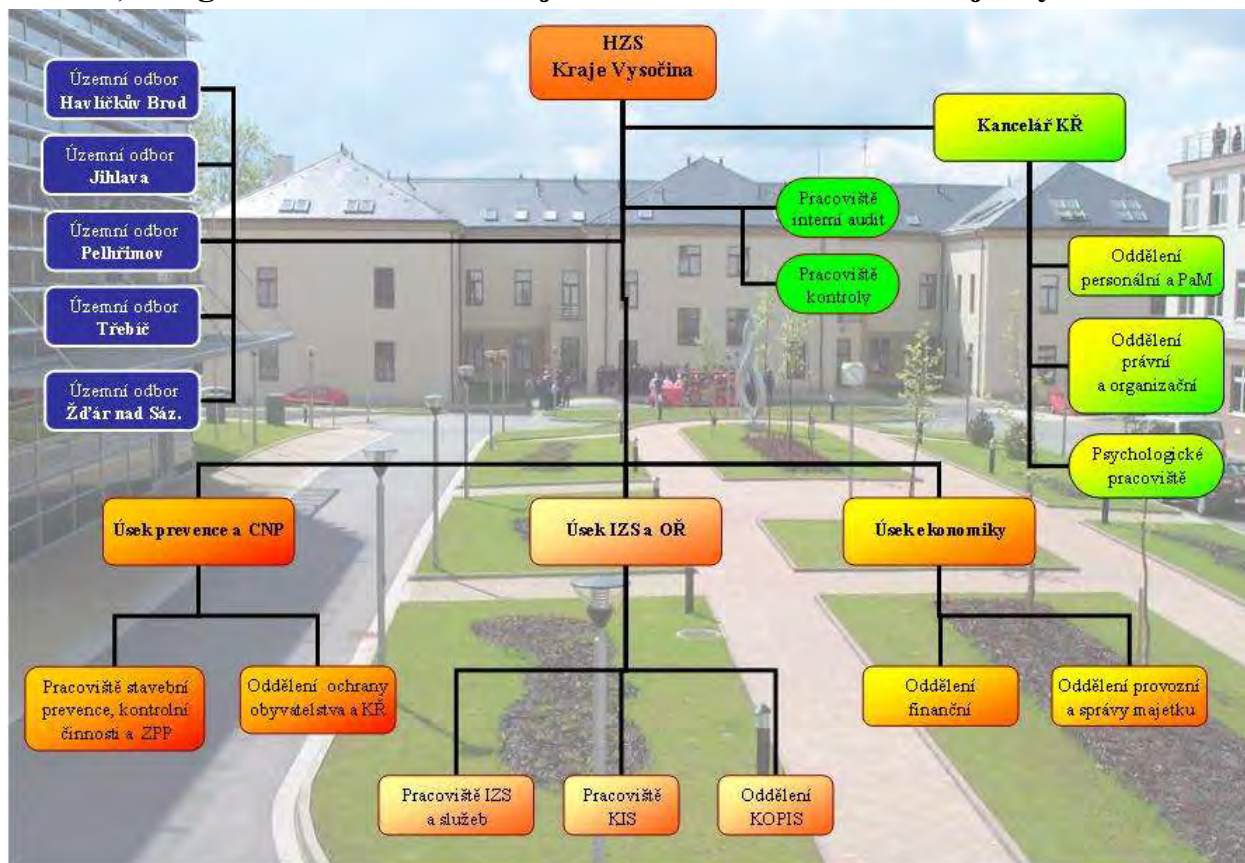 HZS
Kraje Vysočina
Územní odbor
Havlíčkův Brod
Územní odbor
Jihlava
Územní odbor
Pelhřimov
Územní odbor
Třebíč
Územní odbor
Žďár nad Sáz.
Kancelář KŘ
Pracoviště
interní audit
Pracoviště
kontroly
Oddělení
personální a PaM
Oddělení
právní
a organizační
Psychologické
pracoviště
Úsek prevence a CNP
Úsek IZS a OŘ
Úsek ekonomiky
Pracoviště stavební
prevence, kontrolní
činnosti a ZPP
Oddělení ochrany
obyvatelstva a KŘ
Pracoviště IZS
a služeb
Pracoviště
KIS
Oddělení
KOPIS
Oddělení
finanční
Oddělení provozní
a správy majetku